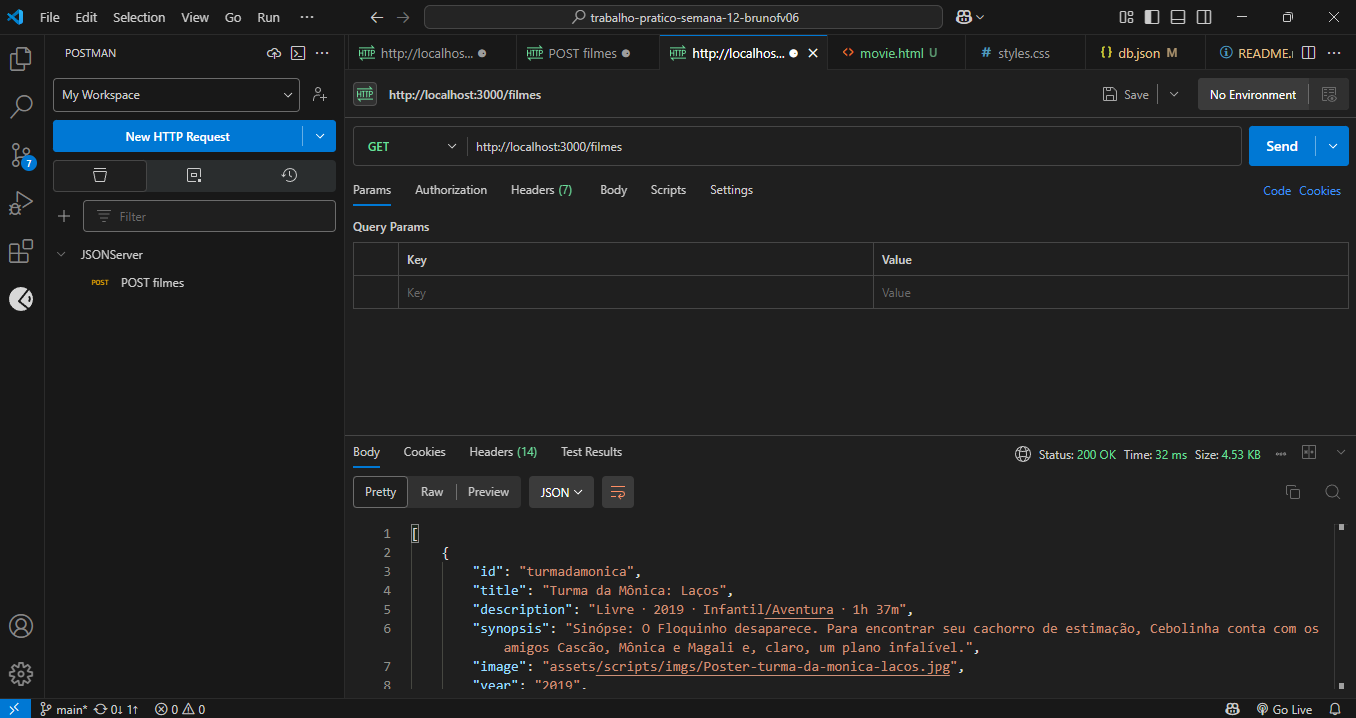 File Edit Selection View Go Run ··· trabalho-pratico-semana-12-brunofv06
POSTMAN ···
My Workspace
New HTTP Request
Filter
JSONServer
POST POST filmes
7
HTTP http://localhos... HTTP POST filmes HTTP http://localhos... <> movie.html U # styles.css {} db.json M README. ···
HTTP http://localhost:3000/filmes Save No Environment
GET http://localhost:3000/filmes Send
Params Authorization Headers (7) Body Scripts Settings Code Cookies
Query Params
Key Value
Key Value
Body Cookies Headers (14) Test Results Status: 200 OK Time: 32 ms Size: 4.53 KB ···
Pretty Raw Preview JSON
1 [
2 {
3 "id": "turmadamonica",
4 "title": "Turma da Mônica: Laços",
5 "description": "Livre · 2019 · Infantil/Aventura · 1h 37m",
6 "synopsis": "Sinópse: O Floquinho desaparece. Para encontrar seu cachorro de estimação, Cebolinha conta com os
amigos Cascão, Mônica e Magali e, claro, um plano infalível.",
7 "image": "assets/scripts/imgs/Poster-turma-da-monica-lacos.jpg",
8 "year": "2019",
main* 0↓ 1↑ 0 0 Go Live